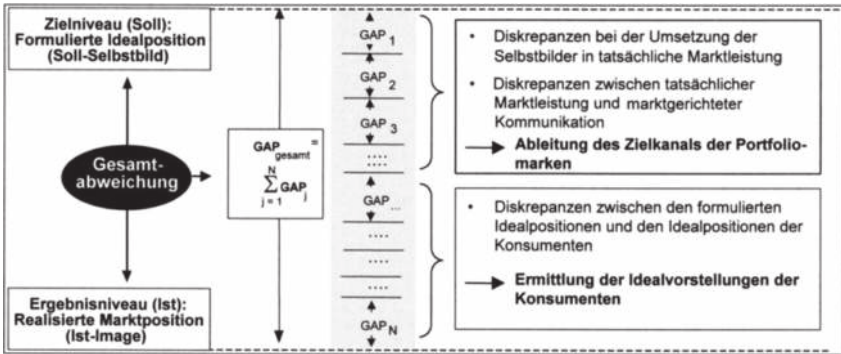 Zielniveau (Soll):
Formulierte Idealposition
(Soll-Selbstbild)
Gesamt-
abweichung
Ergebnisniveau (Ist):
Realisierte Marktposition
(Ist-Image)
GAP gesamt =
N
∑ GAP j
j = 1
GAP 1
GAP 2
GAP 3
....
....
GAP ...
....
....
....
GAP N
• Diskrepanzen bei der Umsetzung der
Selbstbilder in tatsächliche Marktleistung
• Diskrepanzen zwischen tatsächlicher
Marktleistung und marktgerichteter
Kommunikation
Ableitung des Zielkanals der Portfolio-
marken
• Diskrepanzen zwischen den formulierten
Idealpositionen und den Idealpositionen der
Konsumenten
Ermittlung der Idealvorstellungen der
Konsumenten